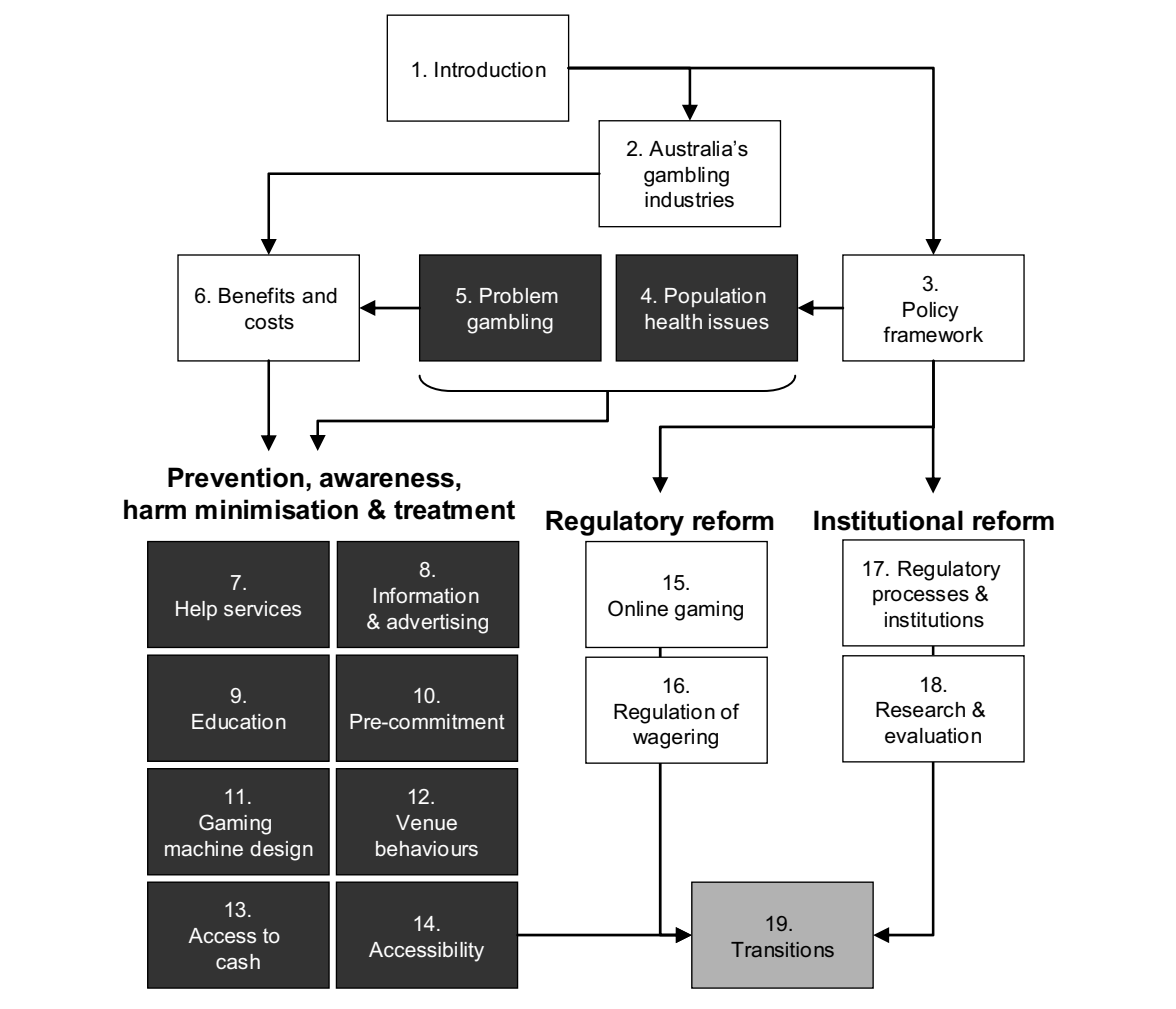 1. Introduction
2. Australia’s
gambling
industries
6. Benefits and
costs
5. Problem
gambling
4. Population
health issues
3.
Policy
framework
Prevention, awareness,
harm minimisation & treatment
Regulatory reform
Institutional reform
7.
Help services
8.
Information
& advertising
9.
Education
10.
Pre-commitment
11.
Gaming
machine design
12.
Venue
behaviours
13.
Access to
cash
14.
Accessibility
15.
Online gaming
16.
Regulation of
wagering
17. Regulatory
processes &
institutions
18.
Research &
evaluation
19.
Transitions